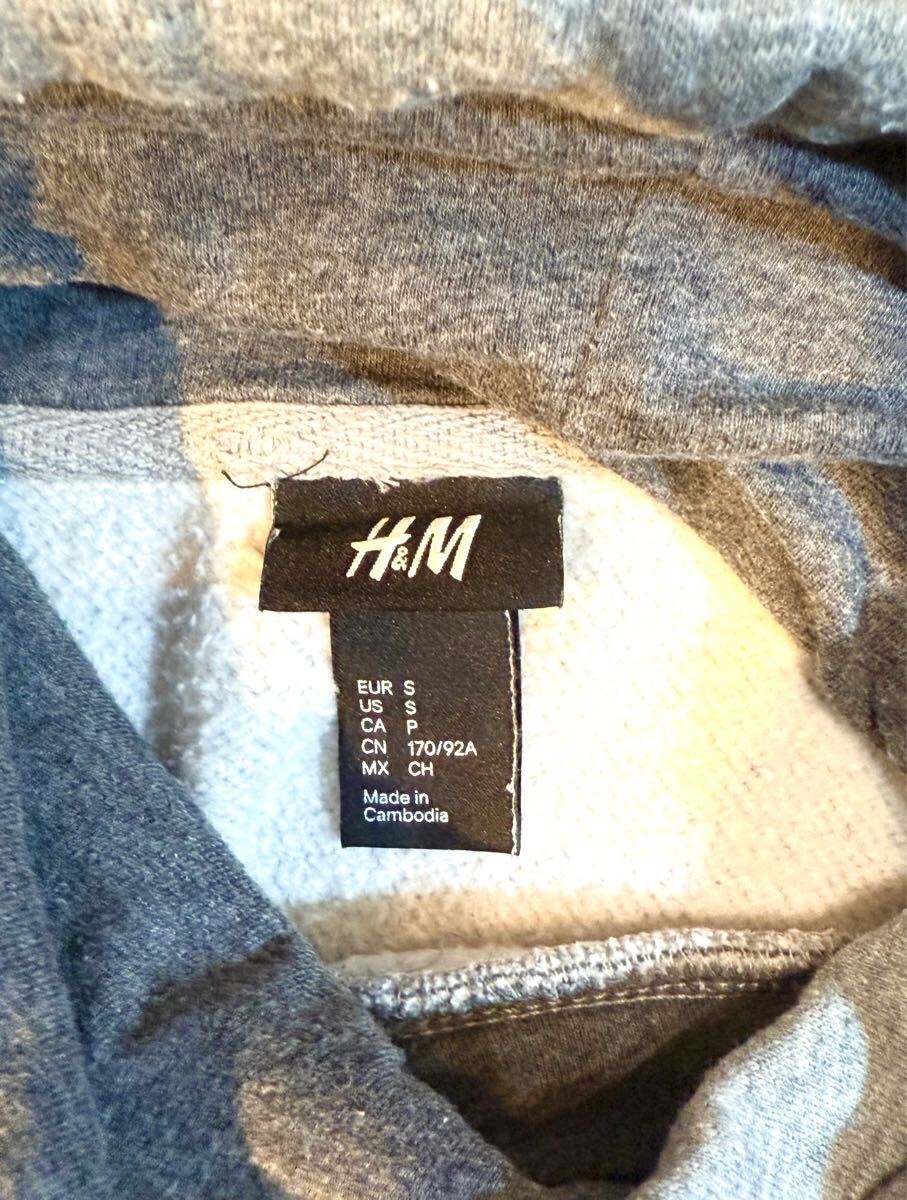 H&M
EUR S
US S
CA P
CN 170/92A
MX CH
Made in
Cambodia